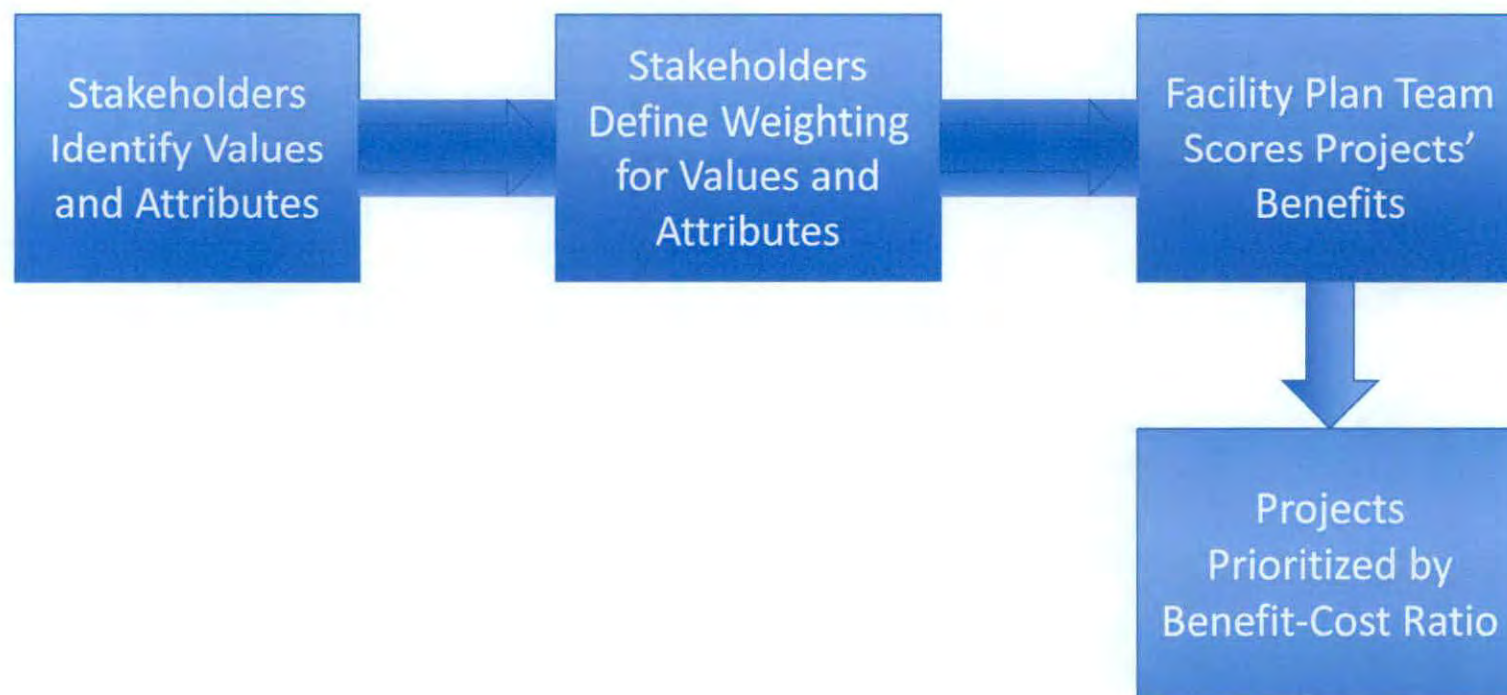 Stakeholders
Identify Values
and Attributes
Stakeholders
Define Weighting
for Values and
Attributes
Facility Plan Team
Scores Projects’
Benefits
Projects
Prioritized by
Benefit-Cost Ratio